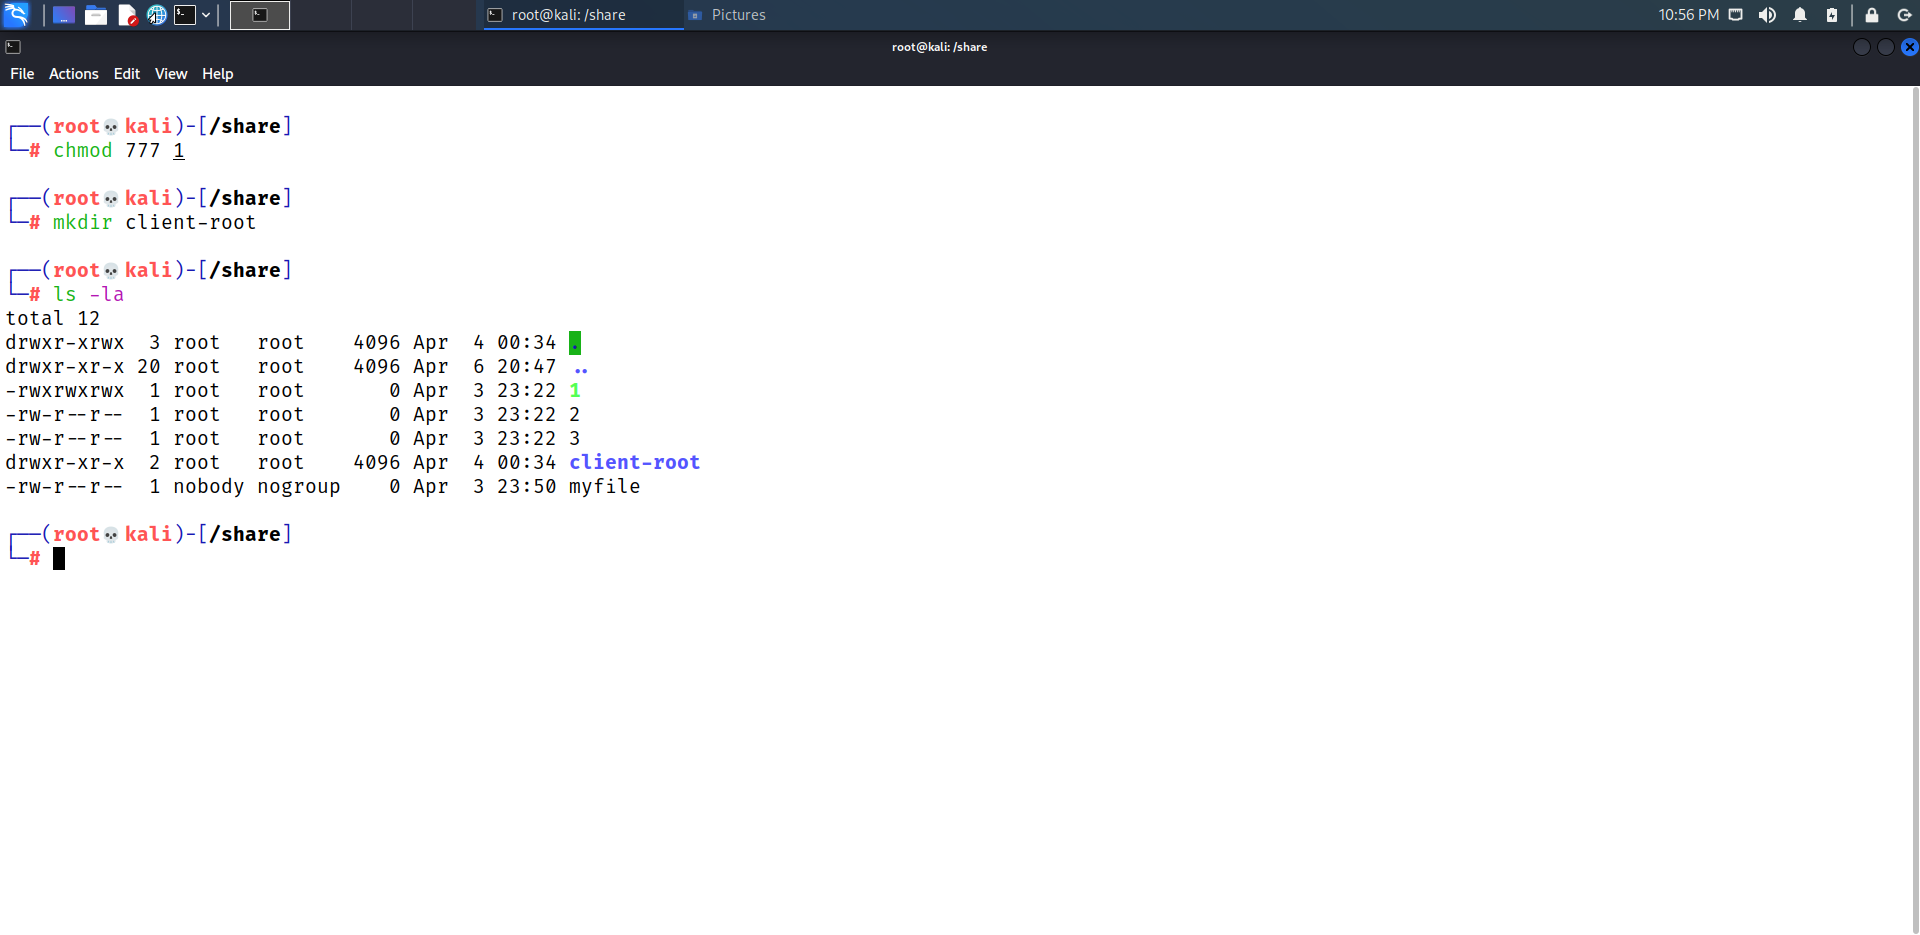 root@kali: /share
Pictures
10:56 PM
root@kali: /share
File Actions Edit View Help
┌──(root💀kali)-[/share]
└─# chmod 777 1
┌──(root💀kali)-[/share]
└─# mkdir client-root
┌──(root💀kali)-[/share]
└─# ls -la
total 12
drwxr-xrwx  3 root   root    4096 Apr  4 00:34 .
drwxr-xr-x 20 root   root    4096 Apr  6 20:47 ..
-rwxrwxrwx  1 root   root       0 Apr  3 23:22 1
-rw-r--r--  1 root   root       0 Apr  3 23:22 2
-rw-r--r--  1 root   root       0 Apr  3 23:22 3
drwxr-xr-x  2 root   root    4096 Apr  4 00:34 client-root
-rw-r--r--  1 nobody nogroup    0 Apr  3 23:50 myfile
┌──(root💀kali)-[/share]
└─#